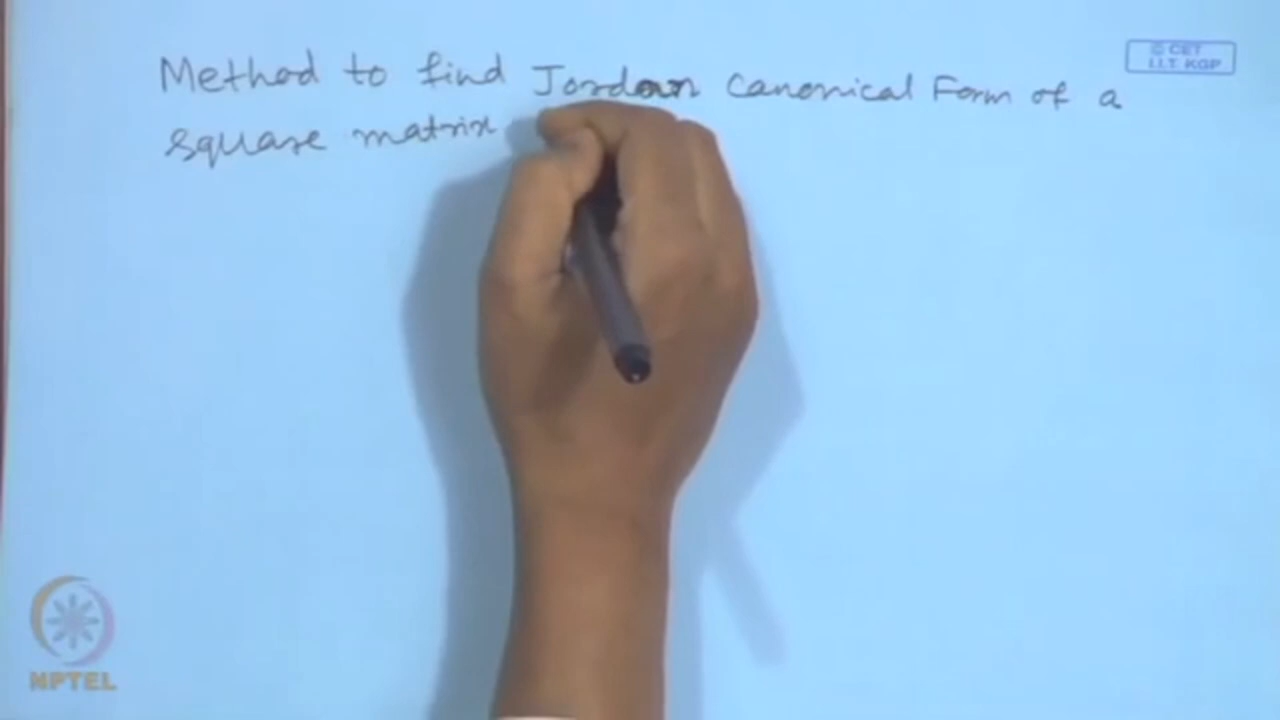 Method to find Jordan Canonical Form of a
square matrix
© CET
I.I.T. KGP
NPTEL